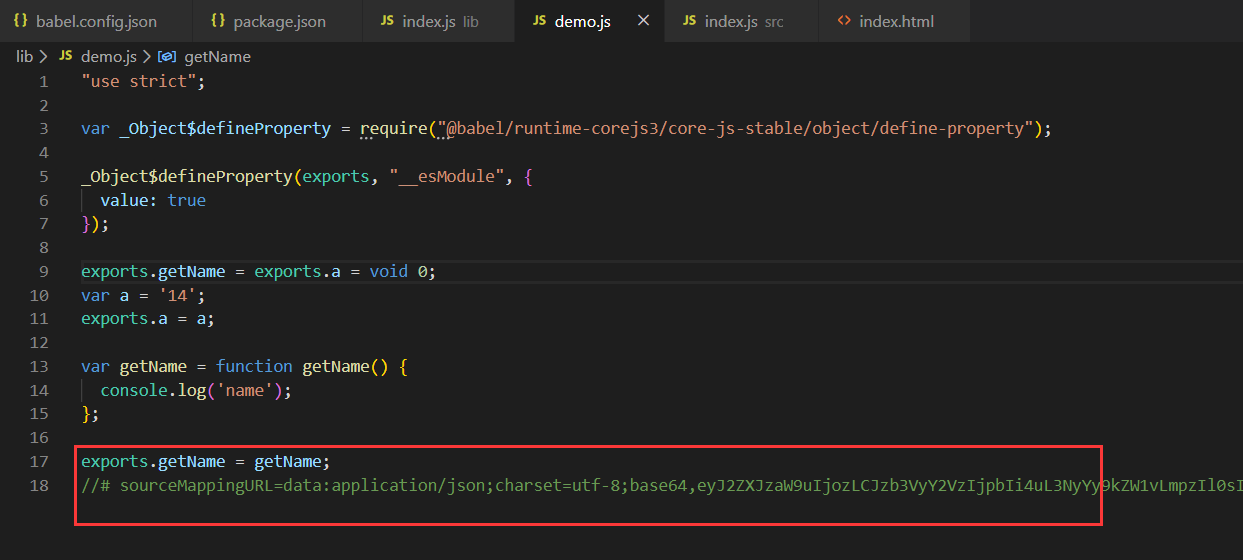 {} babel.config.json {} package.json JS index.js lib JS demo.js × JS index.js src <> index.html
lib > JS demo.js > getName
1 "use strict";
2
3 var _Object$defineProperty = require("@babel/runtime-corejs3/core-js-stable/object/define-property");
4
5 _Object$defineProperty(exports, "__esModule", {
6 value: true
7 });
8
9 exports.getName = exports.a = void 0;
10 var a = '14';
11 exports.a = a;
12
13 var getName = function getName() {
14 console.log('name');
15 };
16
17 exports.getName = getName;
18 //# sourceMappingURL=data:application/json;charset=utf-8;base64,eyJ2ZXJzaW9uIjozLCJzb3VyY2VzIjpbIi4uL3NyYy9kZW1vLmpzIl0sI